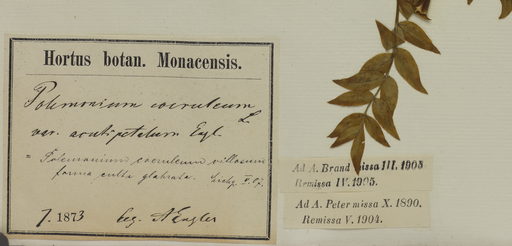 Hortus botan. Monacensis.
Polemonium coeruleum L.
var. acutipetalum Engl.
= Polemonium coeruleum villosum
forma culta glabrata.
7. 1873 leg. A Engler
Ad A. Brand missa III. 1905
Remissa IV. 1905.
Ad A. Peter missa X. 1890.
Remissa V. 1904.